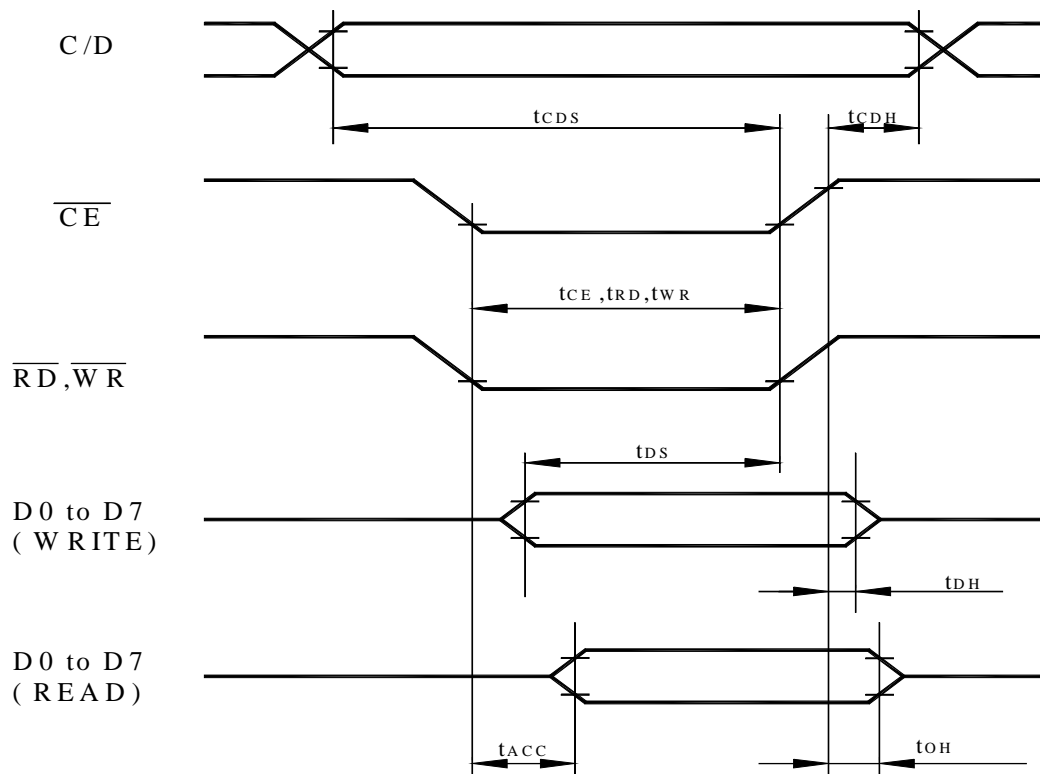 C/D
tCDS
tCDH
CE
tCE ,tRD,tWR
RD,WR
tDS
D0 to D7
( WRITE)
tDH
D0 to D7
( READ)
tACC
tOH